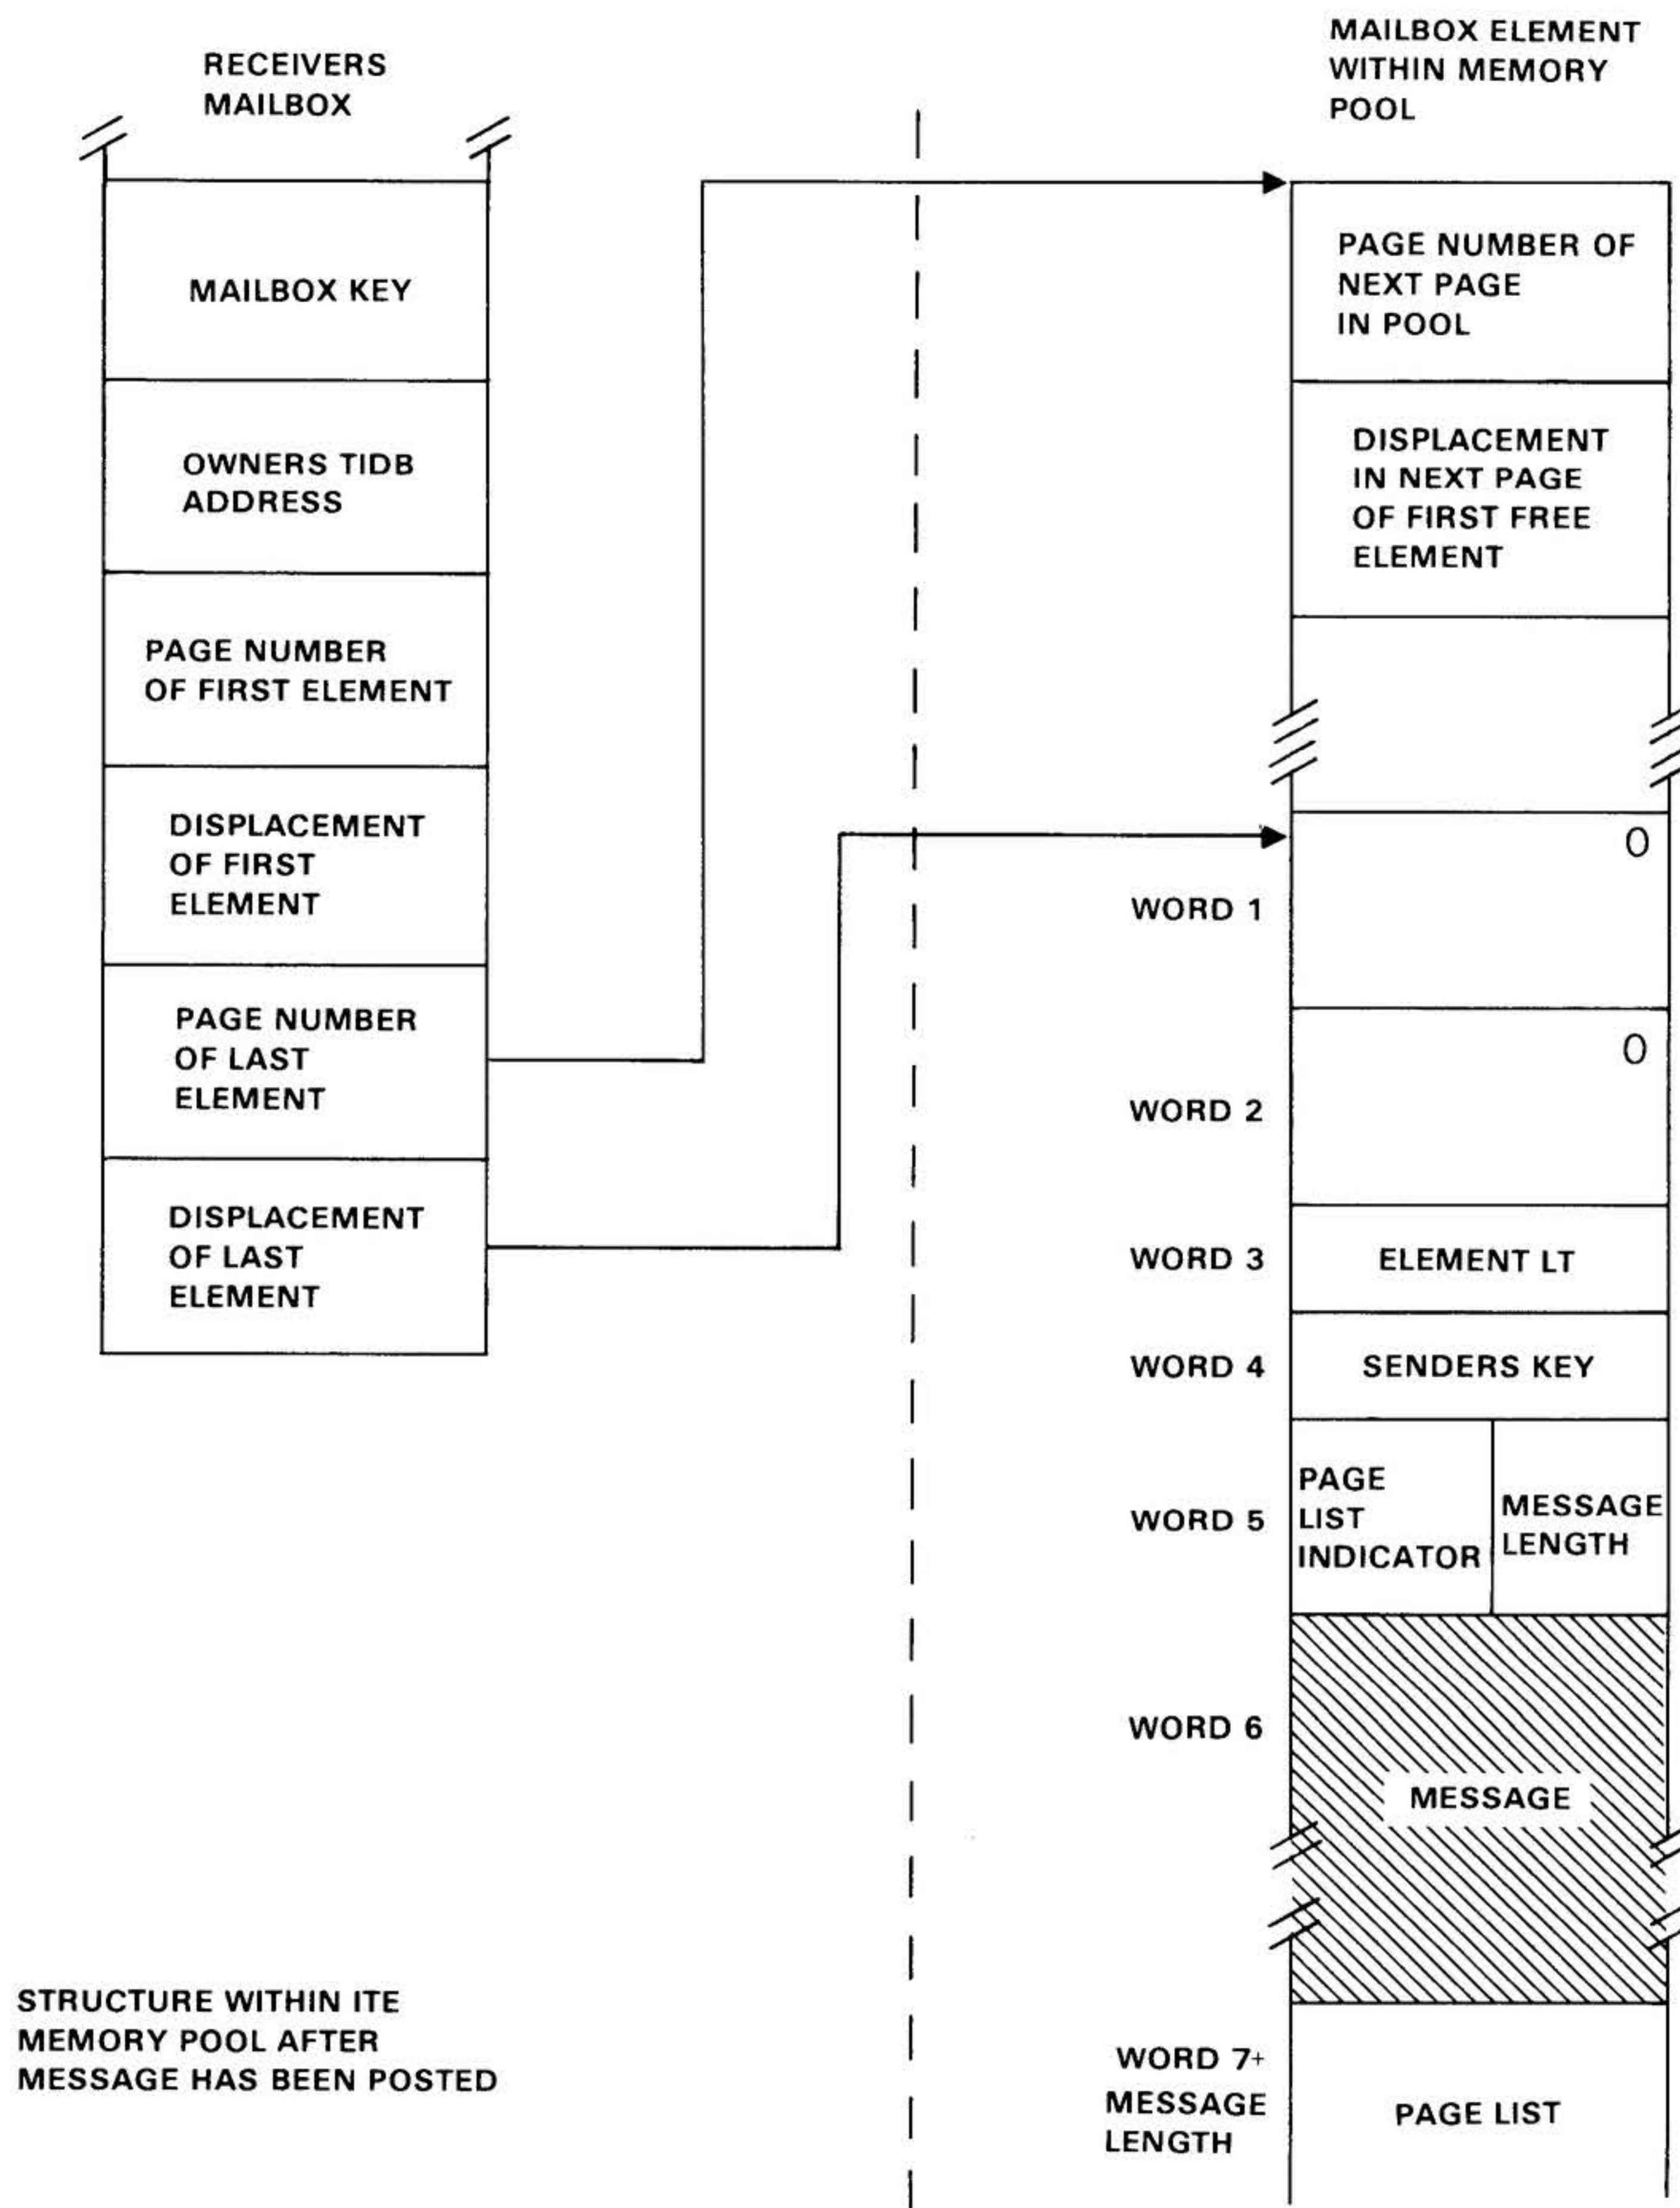 RECEIVERS
MAILBOX
MAILBOX KEY
OWNERS TIDB
ADDRESS
PAGE NUMBER
OF FIRST ELEMENT
DISPLACEMENT
OF FIRST
ELEMENT
PAGE NUMBER
OF LAST
ELEMENT
DISPLACEMENT
OF LAST
ELEMENT
STRUCTURE WITHIN ITE
MEMORY POOL AFTER
MESSAGE HAS BEEN POSTED
MAILBOX ELEMENT
WITHIN MEMORY
POOL
PAGE NUMBER OF
NEXT PAGE
IN POOL
DISPLACEMENT
IN NEXT PAGE
OF FIRST FREE
ELEMENT
0
WORD 1
0
WORD 2
WORD 3
ELEMENT LT
WORD 4
SENDERS KEY
WORD 5
PAGE
LIST
INDICATOR
MESSAGE
LENGTH
WORD 6
MESSAGE
WORD 7+
MESSAGE
LENGTH
PAGE LIST